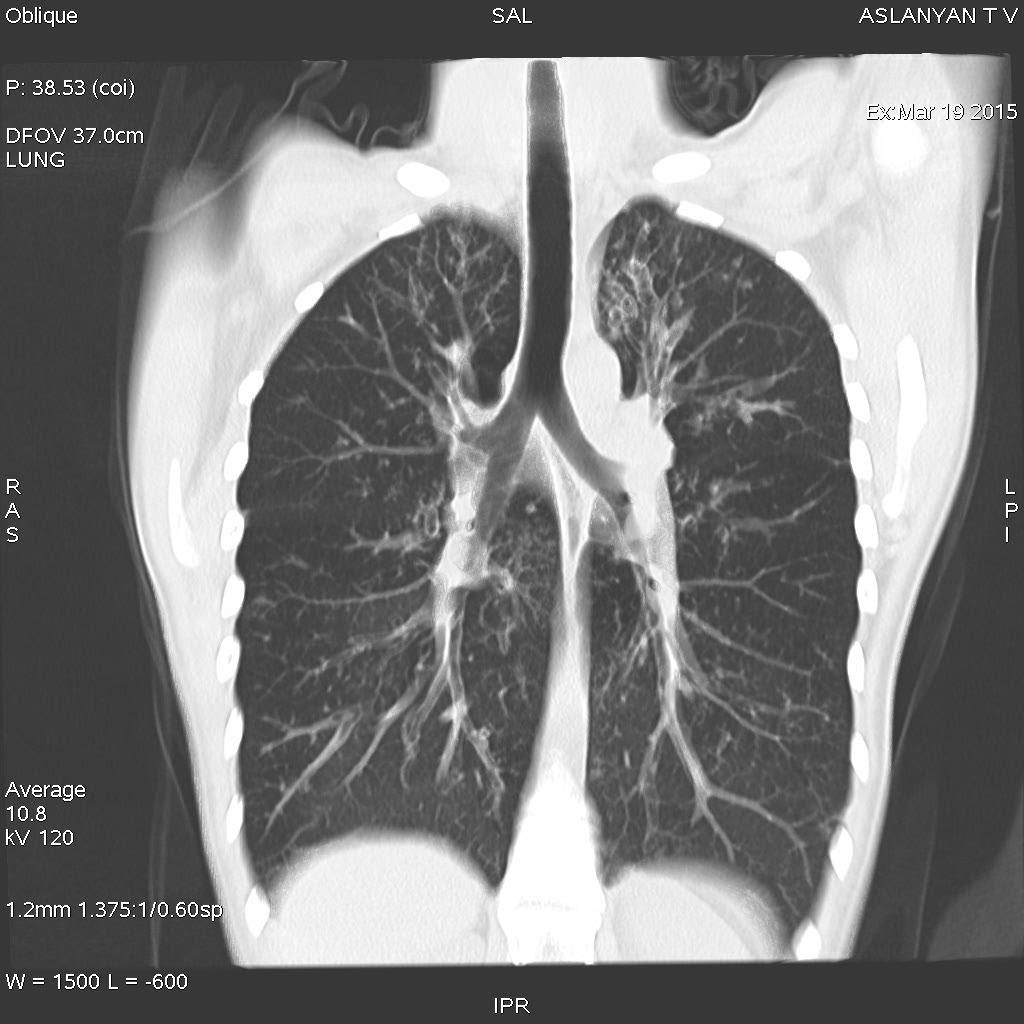 Oblique
SAL
ASLANYAN T V
P: 38.53 (coi)
Ex:Mar 19 2015
DFOV 37.0cm
LUNG
R
A
S
L
P
I
Average
10.8
kV 120
1.2mm 1.375:1/0.60sp
W = 1500 L = -600
IPR